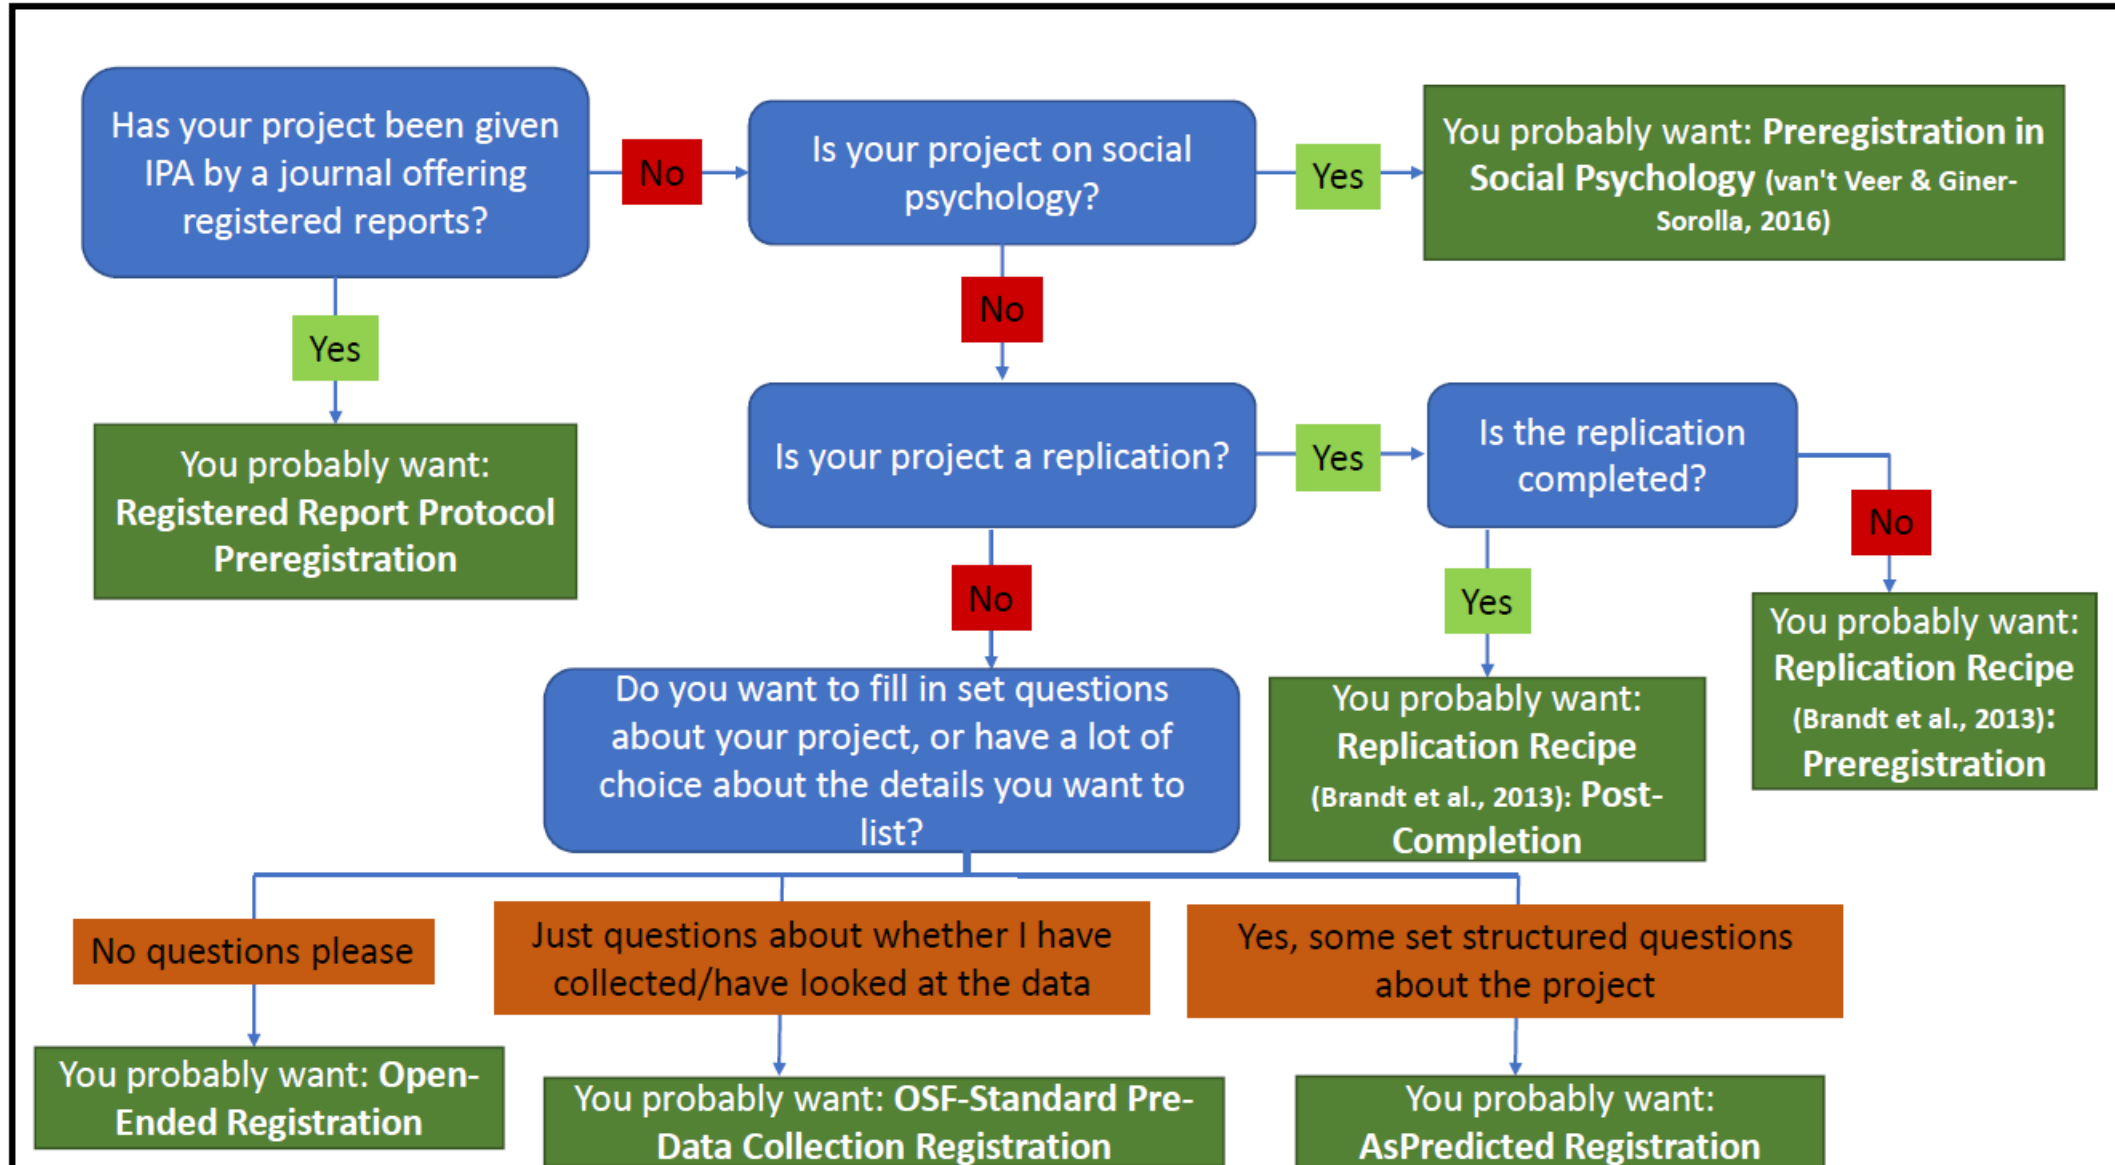 Has your project been given
IPA by a journal offering
registered reports?
No
Is your project on social
psychology?
Yes
You probably want: Preregistration in
Social Psychology (van't Veer & Giner-
Sorolla, 2016)
Yes
No
You probably want:
Registered Report Protocol
Preregistration
Is your project a replication?
Yes
Is the replication
completed?
No
No
Yes
You probably want:
Replication Recipe
(Brandt et al., 2013):
Preregistration
Do you want to fill in set questions
about your project, or have a lot of
choice about the details you want to
list?
You probably want:
Replication Recipe
(Brandt et al., 2013): Post-
Completion
No questions please
Just questions about whether I have
collected/have looked at the data
Yes, some set structured questions
about the project
You probably want: Open-
Ended Registration
You probably want: OSF-Standard Pre-
Data Collection Registration
You probably want:
AsPredicted Registration